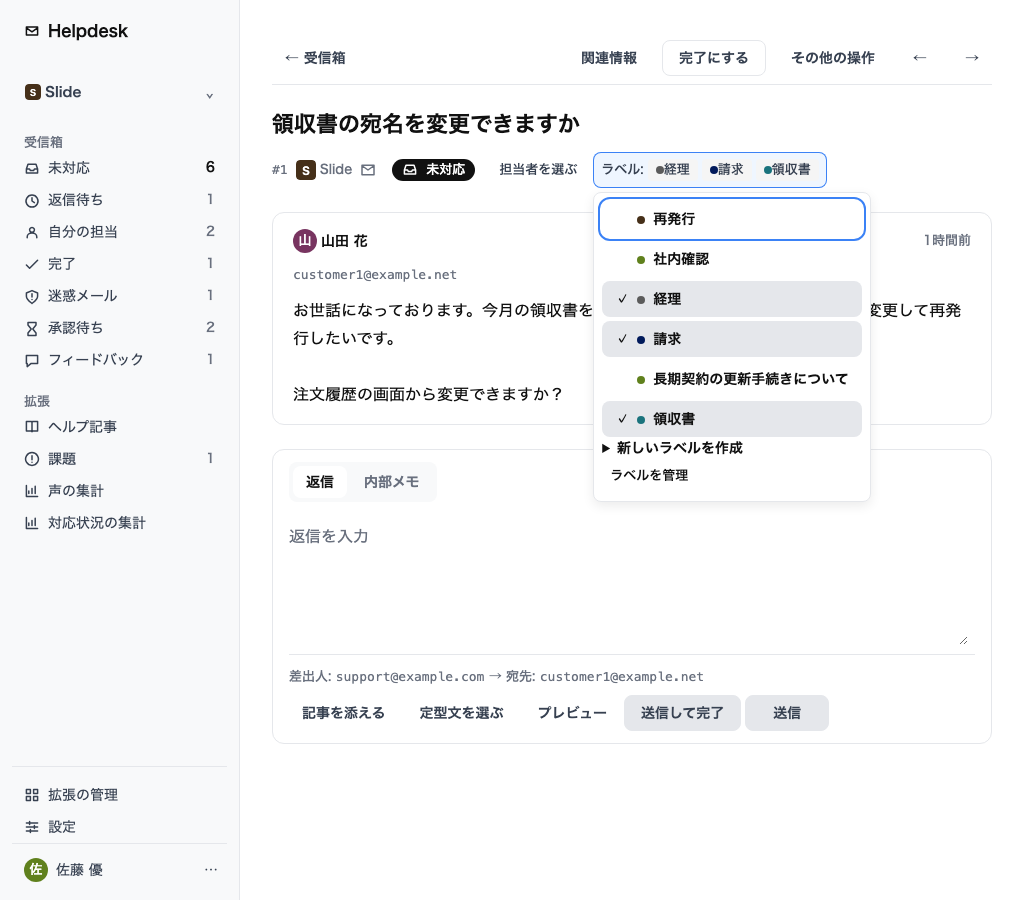 Helpdesk
S Slide
受信箱
未対応 6
返信待ち 1
自分の担当 2
完了 1
迷惑メール 1
承認待ち 2
フィードバック 1
拡張
ヘルプ記事
課題 1
声の集計
対応状況の集計
拡張の管理
設定
佐 佐藤 優 …
← 受信箱 関連情報 完了にする その他の操作 ← →
領収書の宛名を変更できますか
#1 S Slide 未対応 担当者を選ぶ ラベル: 経理 請求 領収書
山 山田 花 1時間前
customer1@example.net
お世話になっております。今月の領収書を 変更して再発
行したいです。
注文履歴の画面から変更できますか？
再発行
社内確認
✓ 経理
✓ 請求
長期契約の更新手続きについて
✓ 領収書
▶ 新しいラベルを作成
ラベルを管理
返信 内部メモ
返信を入力
差出人: support@example.com → 宛先: customer1@example.net
記事を添える 定型文を選ぶ プレビュー 送信して完了 送信